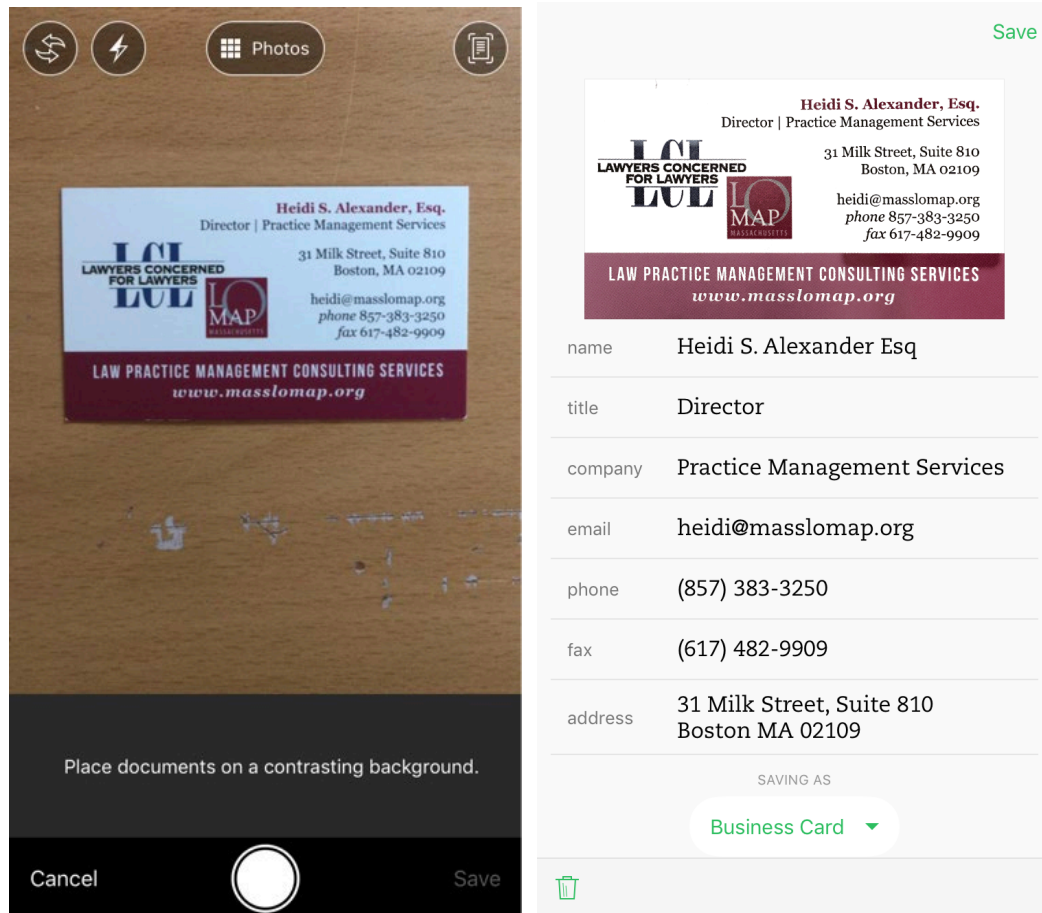 Photos
Heidi S. Alexander, Esq.
Director | Practice Management Services
31 Milk Street, Suite 810
Boston, MA 02109
LCL
LAWYERS CONCERNED
FOR LAWYERS
LO
MAP
MASSACHUSETTS
heidi@masslomap.org
phone 857-383-3250
fax 617-482-9909
LAW PRACTICE MANAGEMENT CONSULTING SERVICES
www.masslomap.org
Place documents on a contrasting background.
Cancel
Save
Save
Heidi S. Alexander, Esq.
Director | Practice Management Services
31 Milk Street, Suite 810
Boston, MA 02109
LCL
LAWYERS CONCERNED
FOR LAWYERS
LO
MAP
MASSACHUSETTS
heidi@masslomap.org
phone 857-383-3250
fax 617-482-9909
LAW PRACTICE MANAGEMENT CONSULTING SERVICES
www.masslomap.org
name Heidi S. Alexander Esq
title Director
company Practice Management Services
email heidi@masslomap.org
phone (857) 383-3250
fax (617) 482-9909
address 31 Milk Street, Suite 810
Boston MA 02109
SAVING AS
Business Card